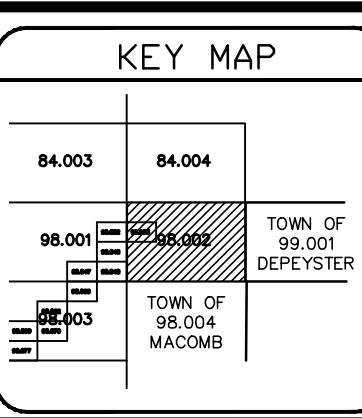 KEY MAP
84.003
84.004
98.001
98.002
TOWN OF
99.001
DEPEYSTER
98.003
TOWN OF
98.004
MACOMB